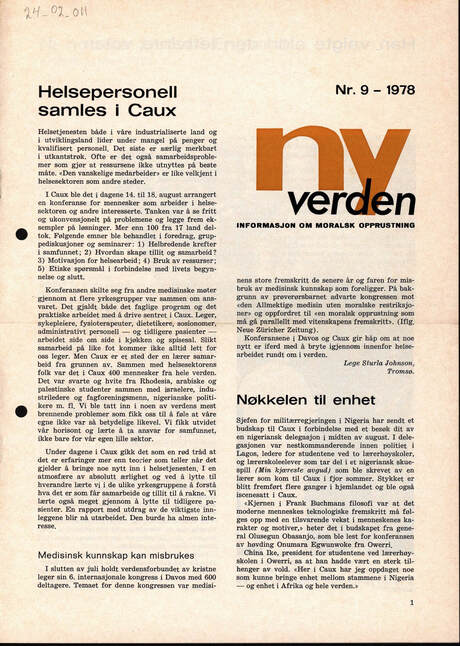 24-02-011
Helsepersonell
samles i Caux
Helsetjenesten både i våre industrialiserte land og
i utviklingsland lider under mangel på penger og
kvalifisert personell. Det siste er særlig merkbart
i utkantstrøk. Ofte er det også samarbeidsproble-
mer som gjør at ressursene ikke utnyttes på beste
måte. «Den vanskelige medarbeider» er like velkjent i
helsesektoren som andre steder.
I Caux ble det i dagene 14. til 18. august arrangert
en konferanse for mennesker som arbeider i helse-
sektoren og andre interesserte. Tanken var å se fritt
og ukonvensjonelt på problemene og legge frem ek-
sempler på løsninger. Mer enn 100 fra 17 land del-
tok. Følgende emner ble behandlet i foredrag, grup-
pediskusjoner og seminarer: 1) Helbredende krefter
i samfunnet; 2) Hvordan skape tillit og samarbeid?
3) Motivasjon for helsearbeid; 4) Bruk av ressurser;
5) Etiske spørsmål i forbindelse med livets begyn-
nelse og slutt.
Konferansen skilte seg fra andre medisinske møter
gjennom at flere yrkesgrupper var sammen om ans-
varet. Det gjaldt både det faglige program og det
praktiske arbeidet med å drive sentret i Caux. Leger,
sykepleiere, fysioterapeuter, dietetikere, sosionomer,
administrativt personell — og tidligere pasienter —
arbeidet side om side i kjøkken og spisesal. Slikt
samarbeid på like fot kommer ikke alltid lett for
oss leger. Men Caux er et sted der en lærer samar-
beid fra grunnen av. Sammen med helsesektorens
folk var det i Caux 400 mennesker fra hele verden.
Det var svarte og hvite fra Rhodesia, arabiske og
palestinske studenter sammen med israelere, indu-
striledere og fagforeningsmenn, nigerianske politi-
kere m. fl. Vi ble tatt inn i noen av verdens mest
brennende problemer som fikk oss til å føle at våre
egne ikke var så betydelige likevel. Vi fikk utvidet
vår horisont og lærte å ta ansvar for samfunnet,
ikke bare for vår egen lille sektor.
Under dagene i Caux gikk det som en rød tråd at
det er erfaringer mer enn teorier som teller når det
gjelder å bringe noe nytt inn i helsetjenesten. I en
atmosfære av absolutt ærlighet og ved å lytte til
hverandre lærte vi i de ulike yrkesgruppene å forstå
hva det er som får samarbeide og tillit til å rakne. Vi
lærte også meget gjennom å lytte til tidligere pa-
sienter. En rapport med utdrag av de viktigste inn-
leggene blir nå utarbeidet. Den burde ha almen inte-
resse.
Medisinsk kunnskap kan misbrukes
I slutten av juli holdt verdensforbundet av kristne
leger sin 6. internasjonale kongress i Davos med 600
deltagere. Temaet for denne kongressen var medisi-
Nr. 9 – 1978
ny
verden
INFORMASJON OM MORALSK OPPRUSTNING
nens store fremskritt de senere år og faren for mis-
bruk av medisinsk kunnskap som foreligger. På bak-
grunn av prøverørsbarnet advarte kongressen mot
«den Allmektige medisin uten moralske restriksjo-
ner» og oppfordret til «en moralsk opprustning som
må gå parallelt med vitenskapens fremskritt». (Iflg.
Neue Züricher Zeitung).
Konferansene i Davos og Caux gir håp om at noe
nytt er iferd med å bryte igjennom innenfor helse-
arbeidet rundt om i verden.
Lege Sturla Johnson,
Tromsø.
Nøkkelen til enhet
Sjefen for militærregjeringen i Nigeria har sendt et
budskap til Caux i forbindelse med et besøk dit av
en nigeriansk delegasjon i midten av august. I dele-
gasjonen var nestkommanderende innen politiet i
Lagos, ledere for studentene ved to lærerhøyskoler,
og lærerskoleelever som tar del i et nigeriansk skue-
spill (Min kjæreste avgud) som ble skrevet av en
lærer som kom til Caux i fjor sommer. Stykket er
blitt fremført flere ganger i hjemlandet og ble også
iscenesatt i Caux.
«Kjernen i Frank Buchmans filosofi var at det
moderne menneskes teknologiske fremskritt må føl-
ges opp med en tilsvarende vekst i menneskenes ka-
rakter og motiver,» heter det i budskapet fra gene-
ral Olusegun Obasanjo, som ble lest for konferansen
av høvding Onumara Egwunwoke fra Owerri.
China Ike, president for studentene ved lærerhøy-
skolen i Owerri, sa at han hadde vært en sterk til-
henger av vold. «Her i Caux har jeg oppdaget noe
som kunne bringe enhet mellom stammene i Nigeria
— og enhet i Afrika og hele verden.»
1